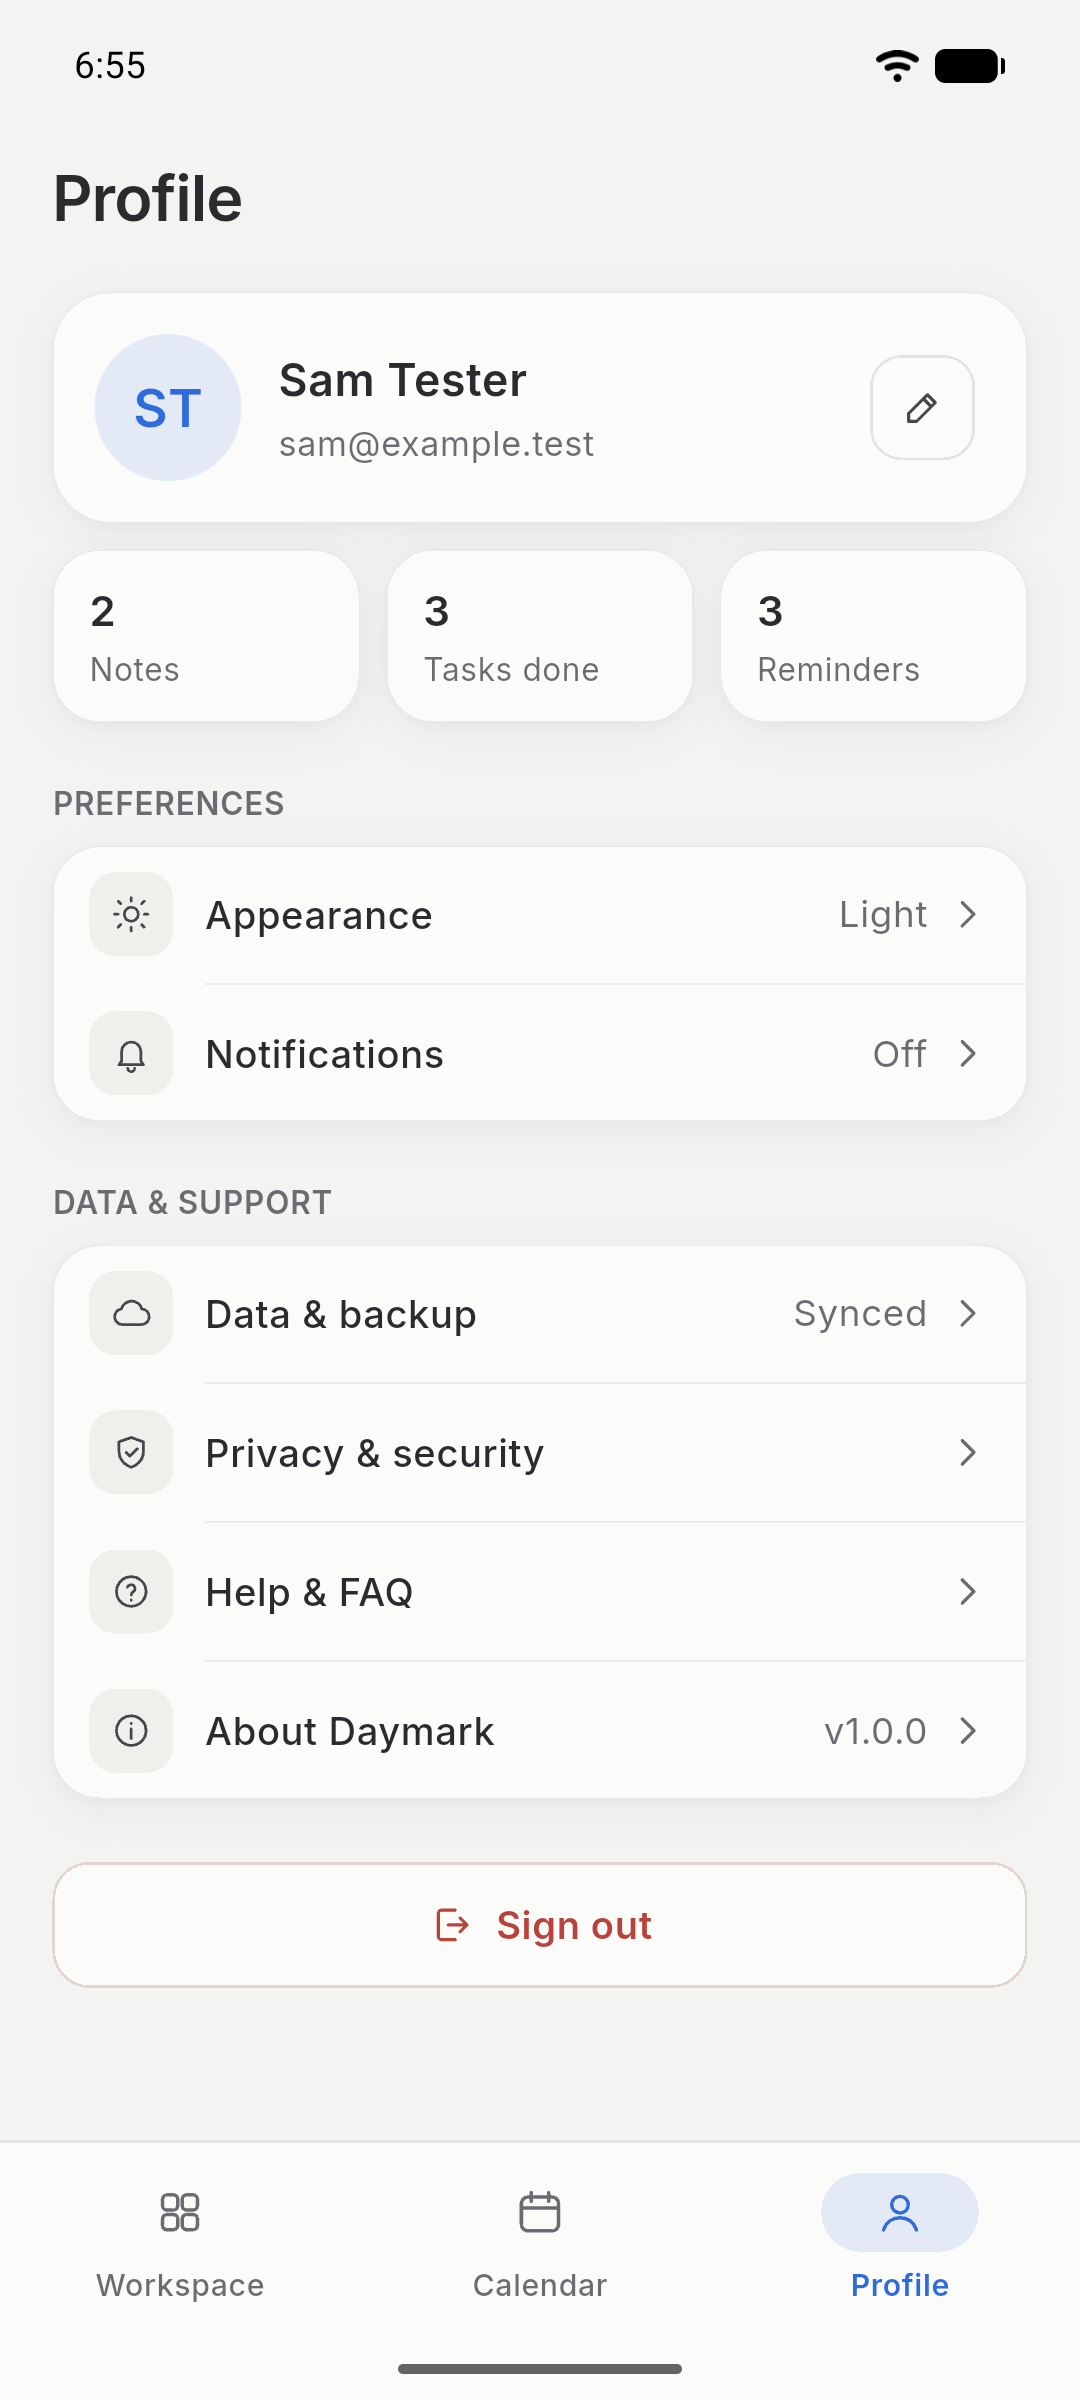 6:55
Profile
ST
Sam Tester
sam@example.test
2
Notes
3
Tasks done
3
Reminders
PREFERENCES
Appearance
Light
Notifications
Off
DATA & SUPPORT
Data & backup
Synced
Privacy & security
Help & FAQ
About Daymark
v1.0.0
Sign out
Workspace
Calendar
Profile